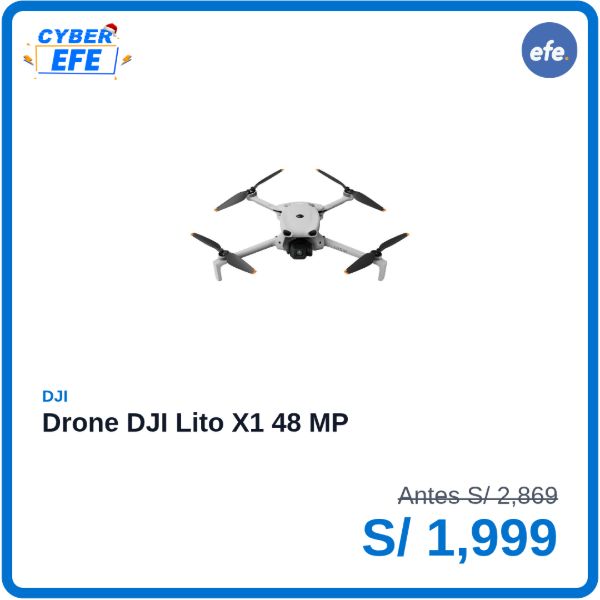 CYBER
EFE
efe.
DJI
Drone DJI Lito X1 48 MP
Antes S/ 2,869
S/ 1,999